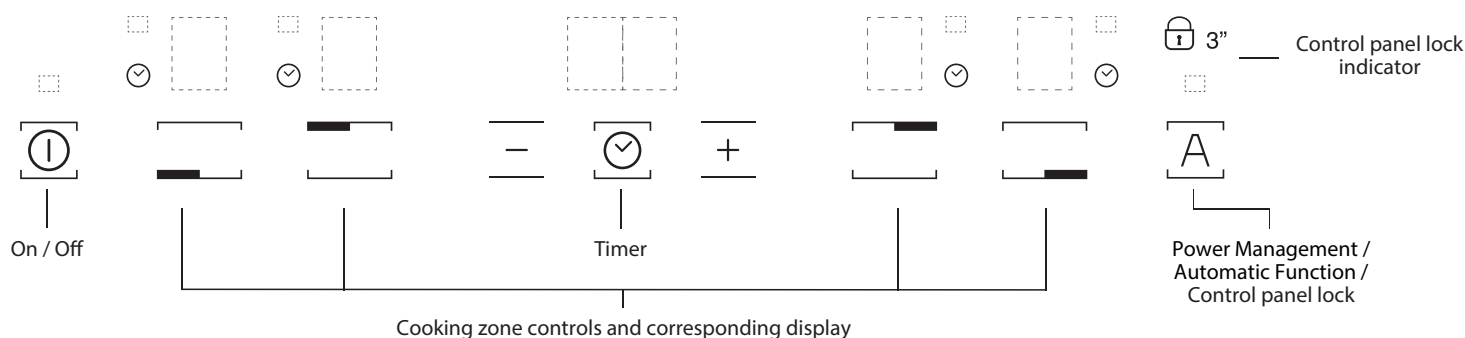 3”
Control panel lock
indicator
−
+
A
On / Off
Timer
Power Management /
Automatic Function /
Control panel lock
Cooking zone controls and corresponding display